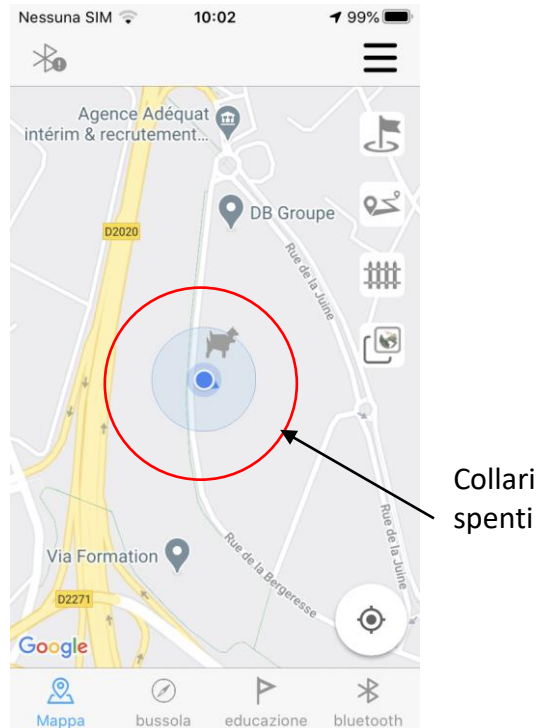 Nessuna SIM
10:02
99%
Agence Adéquat
intérim & recrutement...
DB Groupe
D2020
Rue de la Juine
Collari
spenti
Rue de la Juine
Via Formation
Rue de la Bergeresse
D2271
Google
Mappa
bussola
educazione
bluetooth